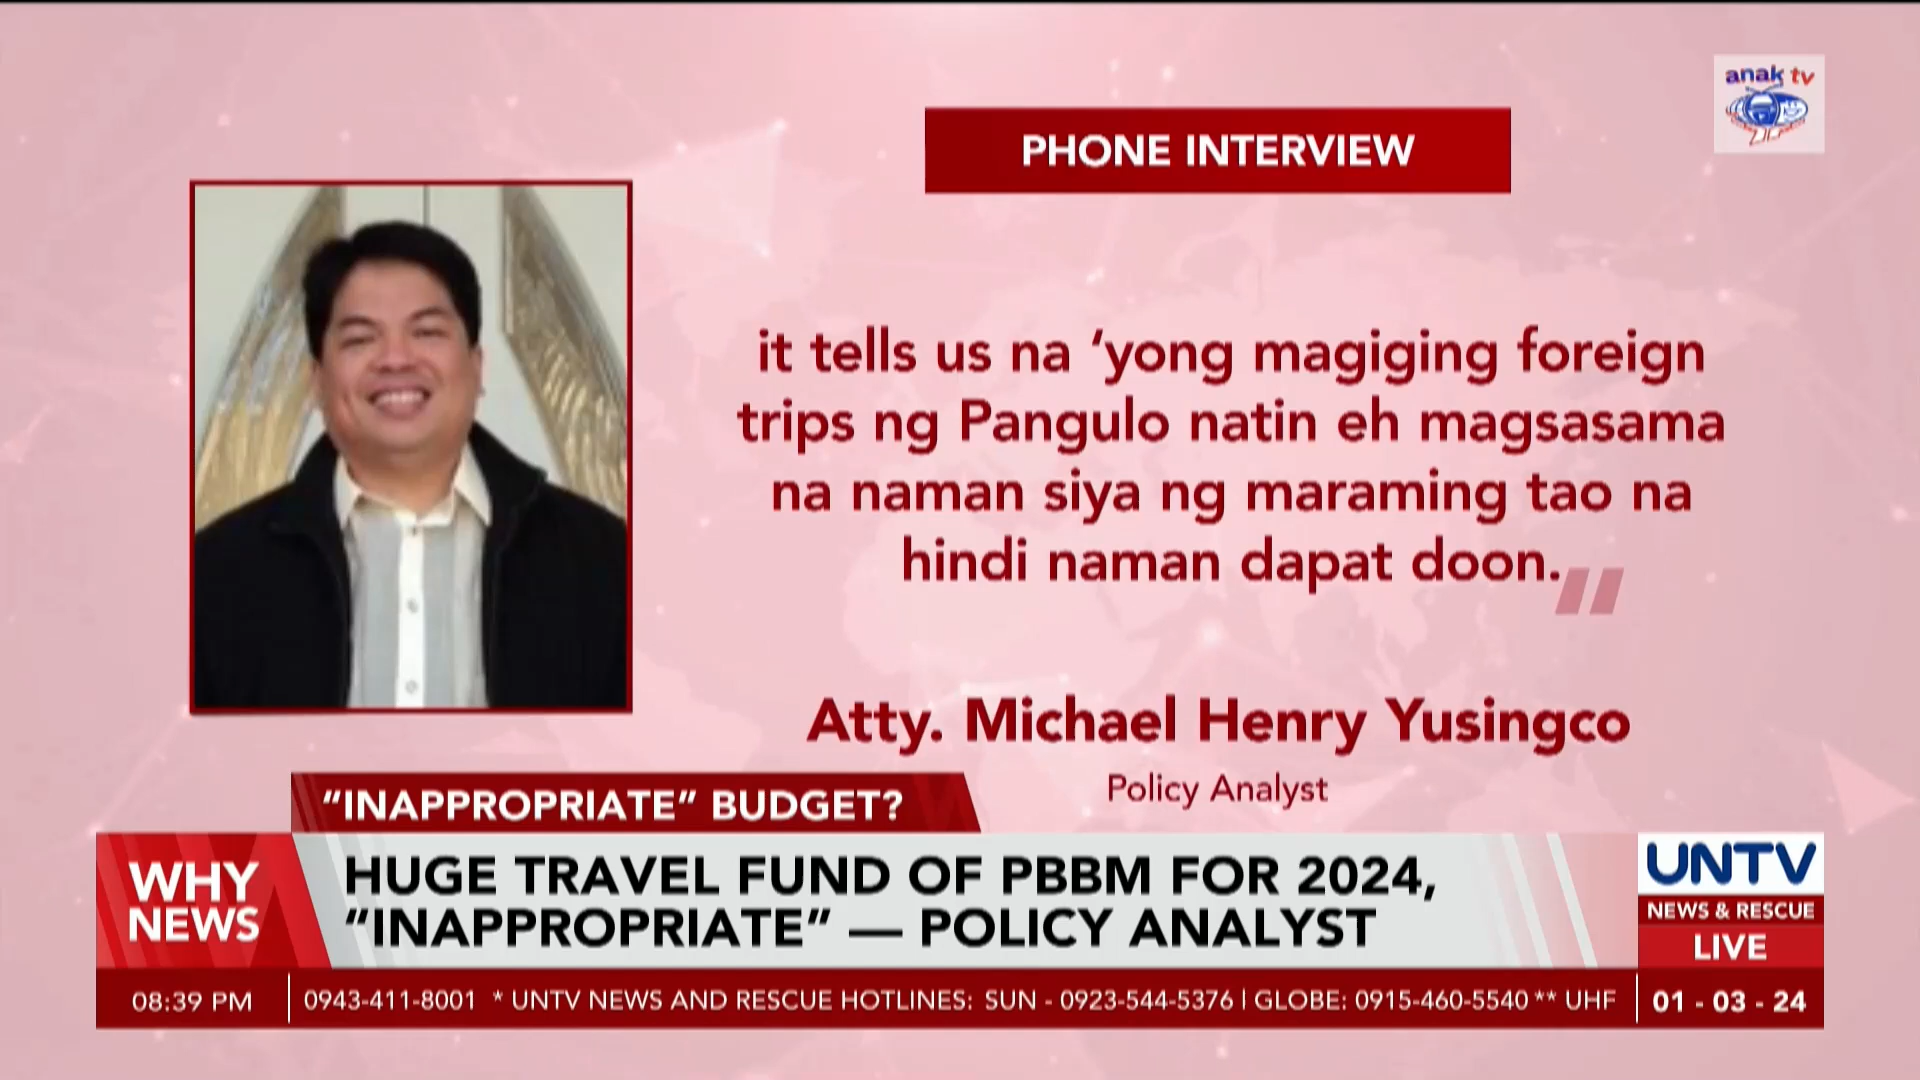 anak tv
PHONE INTERVIEW
it tells us na ‘yong magiging foreign
trips ng Pangulo natin eh magsasama
na naman siya ng maraming tao na
hindi naman dapat doon."
Atty. Michael Henry Yusingco
Policy Analyst
“INAPPROPRIATE” BUDGET?
WHY
NEWS
HUGE TRAVEL FUND OF PBBM FOR 2024,
“INAPPROPRIATE” — POLICY ANALYST
UNTV
NEWS & RESCUE
LIVE
08:39 PM
0943-411-8001 * UNTV NEWS AND RESCUE HOTLINES: SUN - 0923-544-5376 | GLOBE: 0915-460-5540 ** UHF
01 - 03 - 24